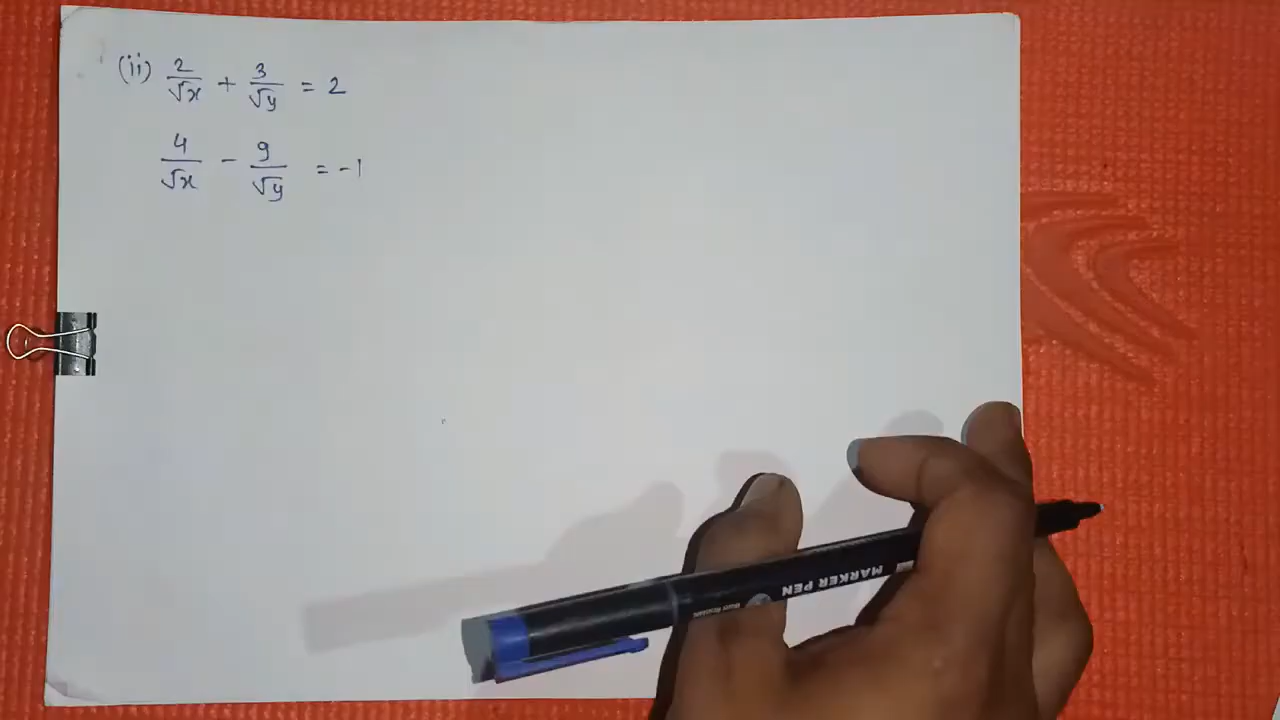 (ii) 2/√x + 3/√y = 2
4/√x - 9/√y = -1
MARKER PEN